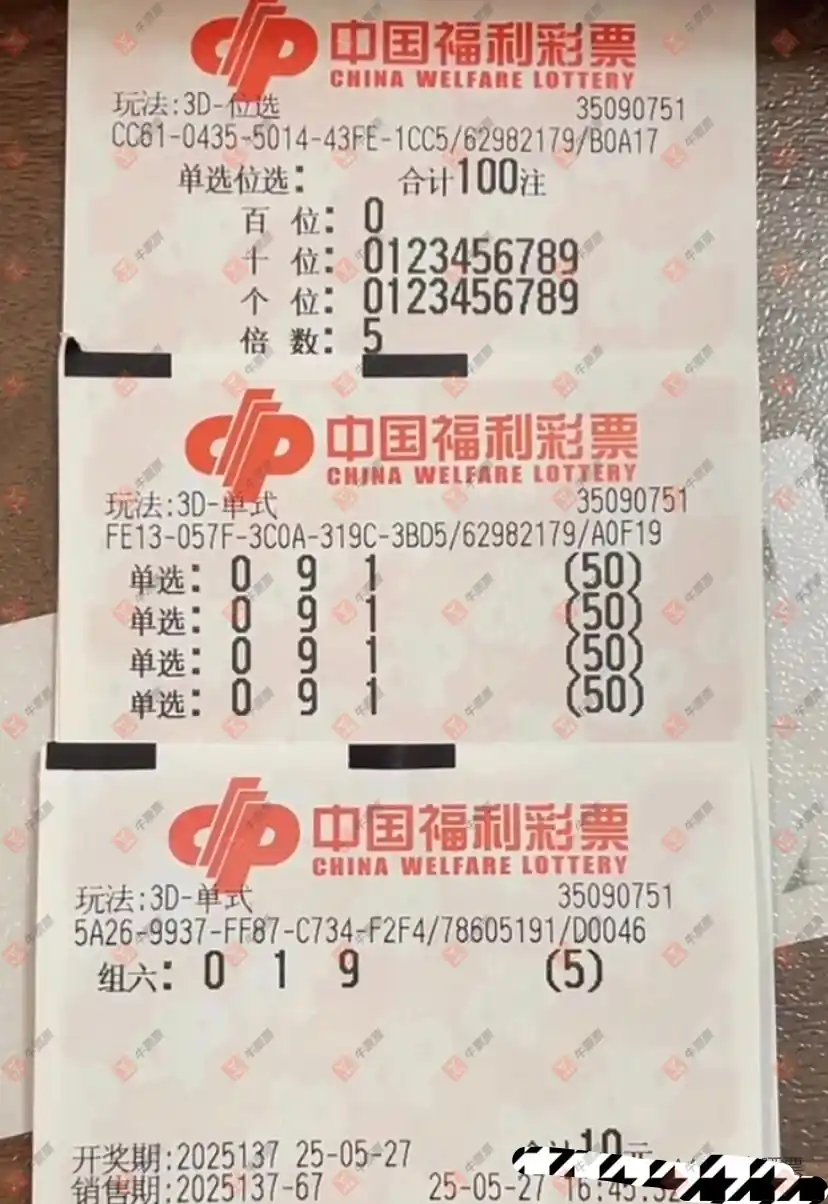 中国福利彩票
CHINA WELFARE LOTTERY
玩法:3D-位选 35090751
CC61-0435-5014-43FE-1CC5/62982179/B0A17
单选位选: 合计100注
百 位: 0
十 位: 0123456789
个 位: 0123456789
倍 数: 5
中国福利彩票
CHINA WELFARE LOTTERY
玩法:3D-单式 35090751
FE13-057F-3C0A-319C-3BD5/62982179/A0F19
单选: 0 9 1 (50)
单选: 0 9 1 (50)
单选: 0 9 1 (50)
单选: 0 9 1 (50)
中国福利彩票
CHINA WELFARE LOTTERY
玩法:3D-单式 35090751
5A26-9937-FF87-C734-F2F4/78605191/D0046
组六: 0 1 9 (5)
开奖期:2025137 25-05-27 合计10元
销售期:2025137-67 25-05-27